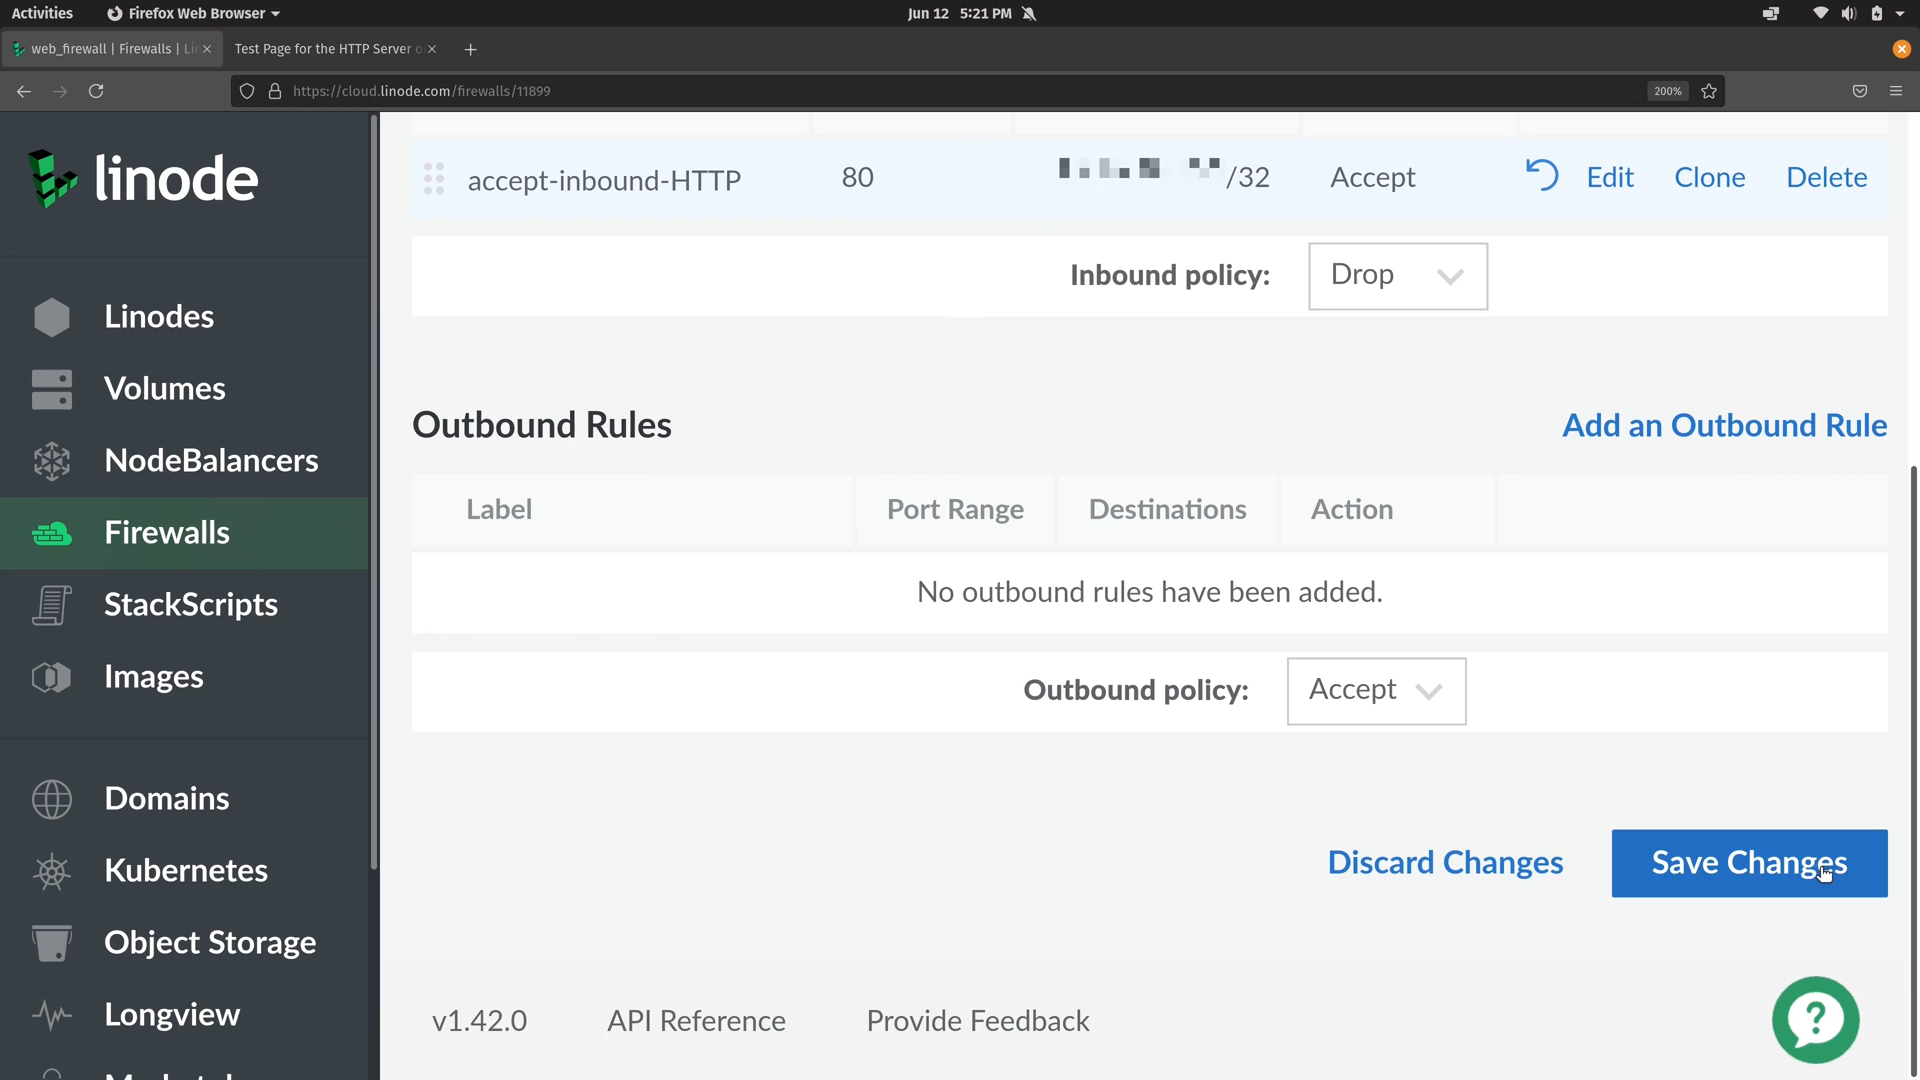 Activities
Firefox Web Browser
Jun 12 5:21 PM
web_firewall | Firewalls | Li
Test Page for the HTTP Server o
https://cloud.linode.com/firewalls/11899
200%
linode
Linodes
Volumes
NodeBalancers
Firewalls
StackScripts
Images
Domains
Kubernetes
Object Storage
Longview
accept-inbound-HTTP 80 /32 Accept Edit Clone Delete
Inbound policy: Drop
Outbound Rules
Add an Outbound Rule
Label Port Range Destinations Action
No outbound rules have been added.
Outbound policy: Accept
Discard Changes
Save Changes
v1.42.0 API Reference Provide Feedback